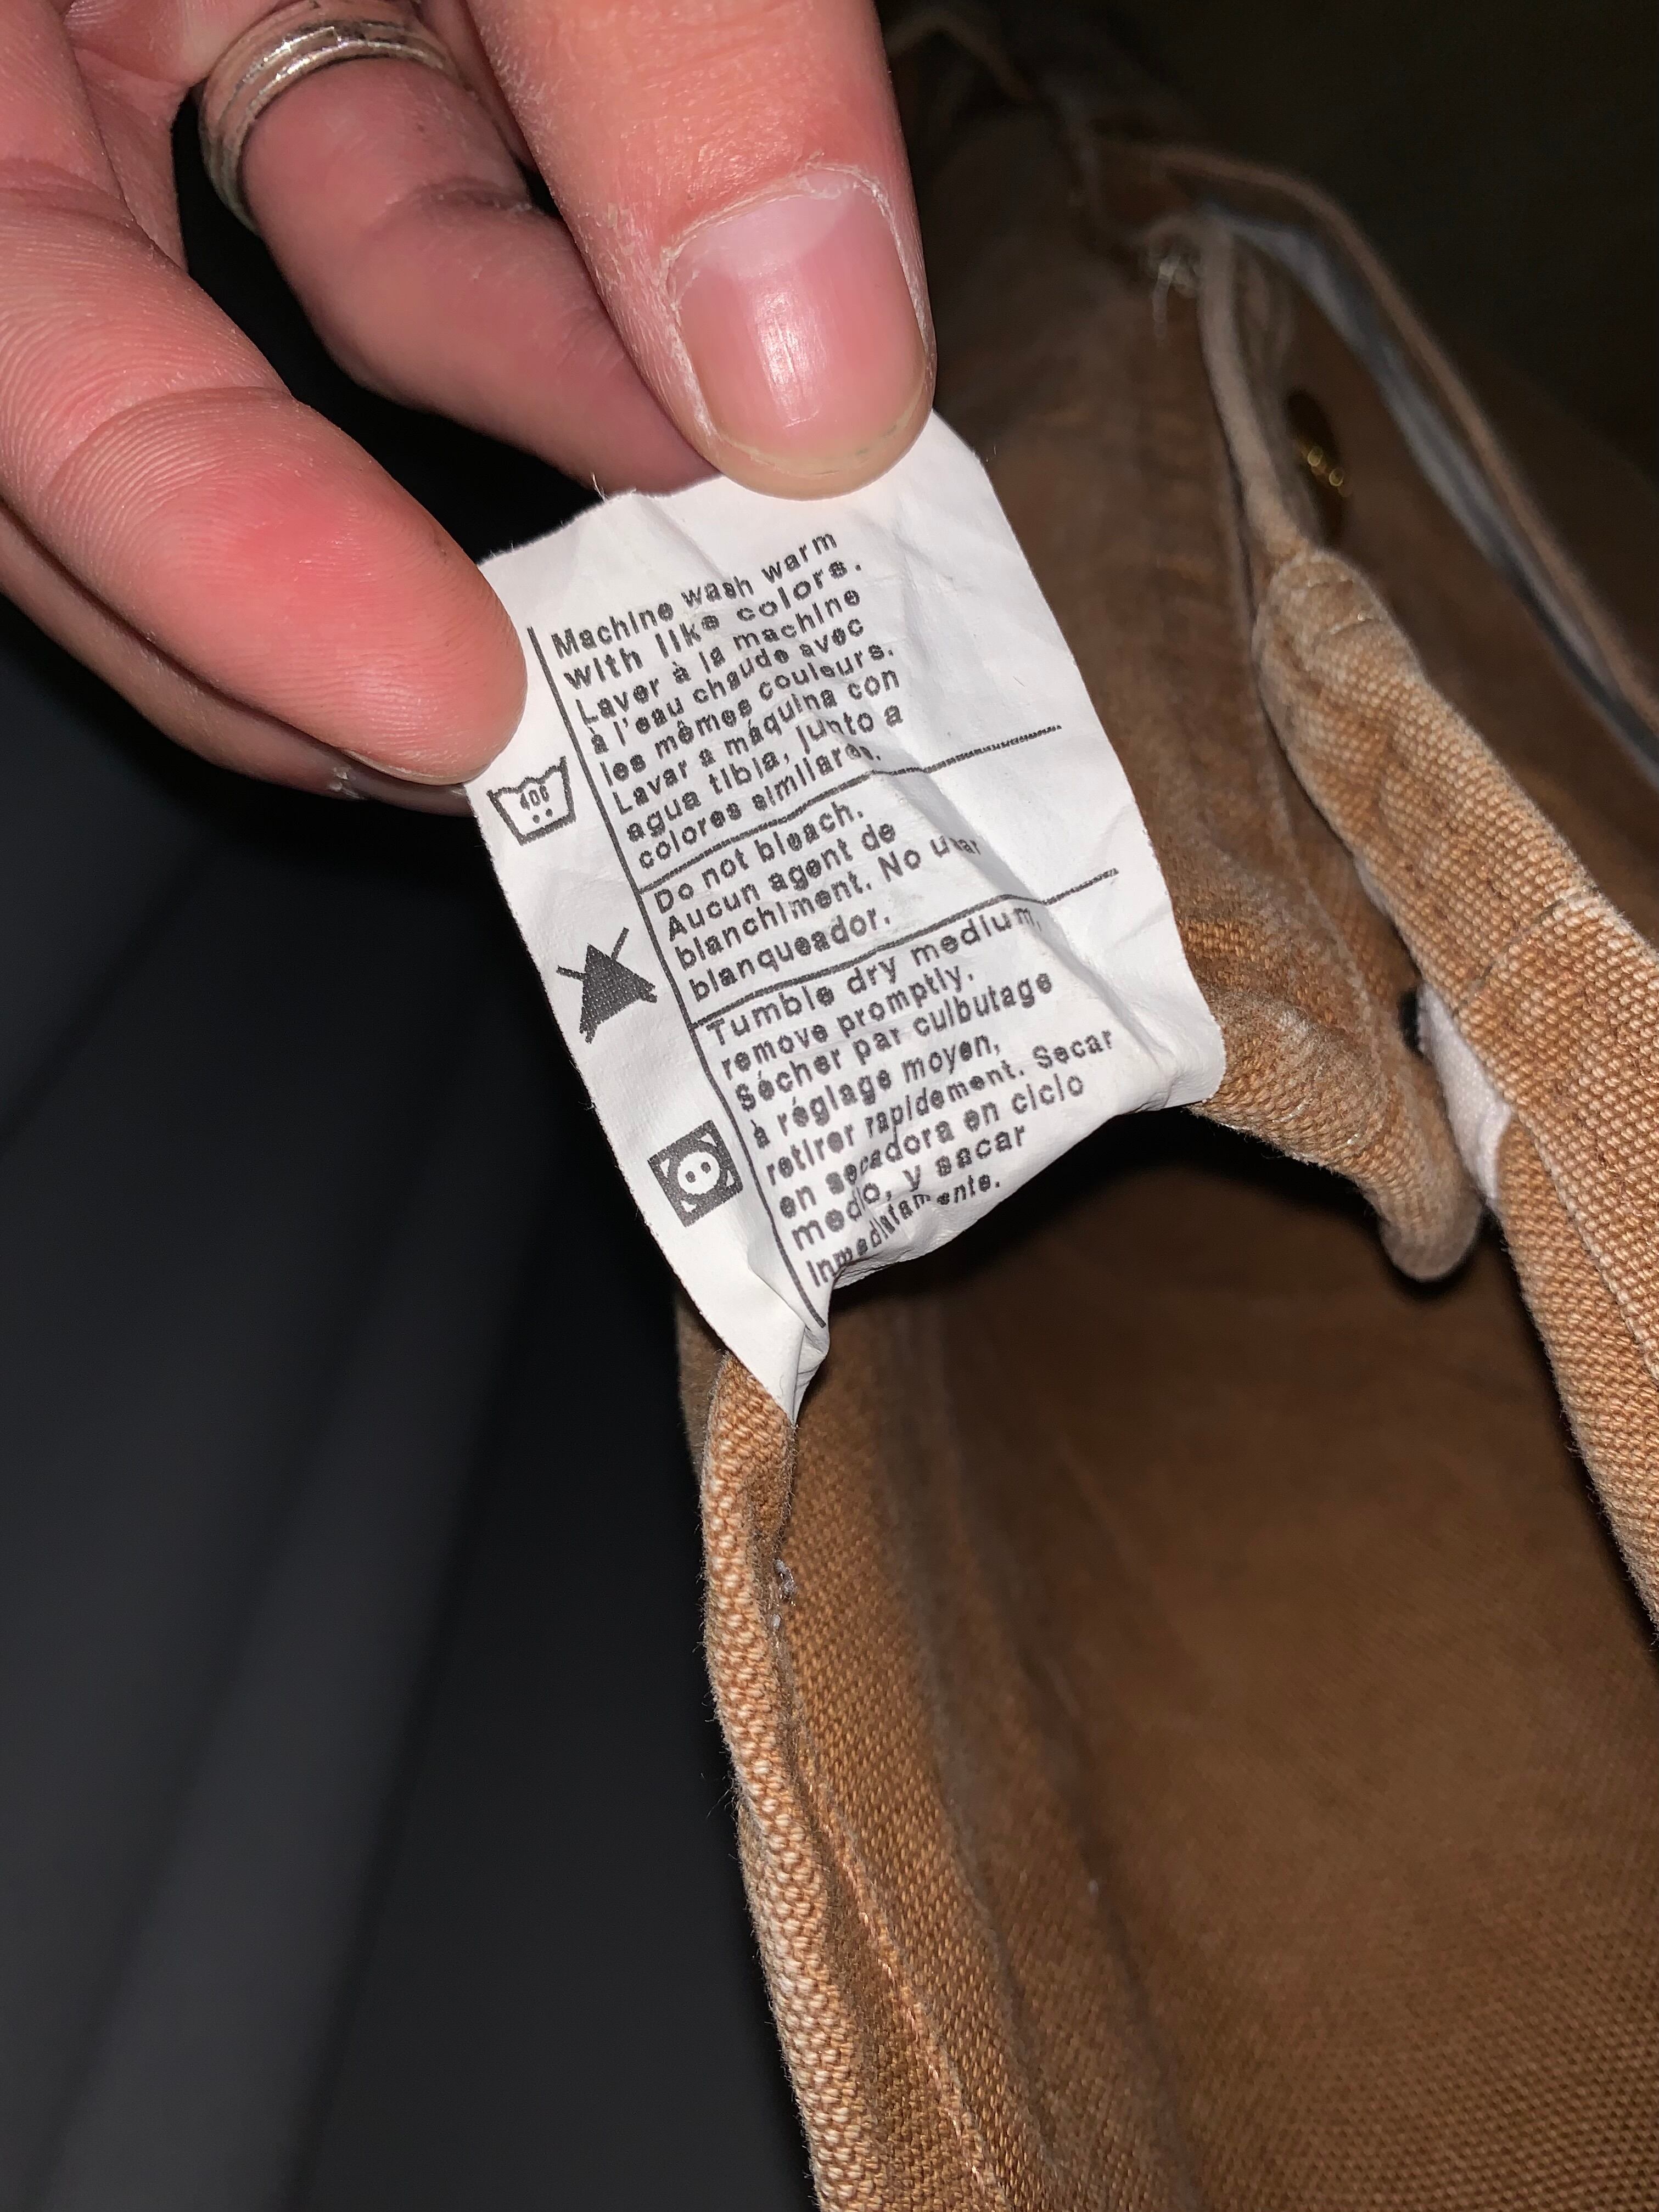 Machine wash warm
with like colors.
Laver à la machine
à l'eau chaude avec
les mêmes couleurs.
Lavar a máquina con
agua tibia, junto a
colores similares.
40c
Do not bleach.
Aucun agent de
blanchiment. No usar
blanqueador.
Tumble dry medium,
remove promptly.
Sécher par culbutage
à réglage moyen,
retirer rapidement. Secar
en secadora en ciclo
medio, y sacar
inmediatamente.